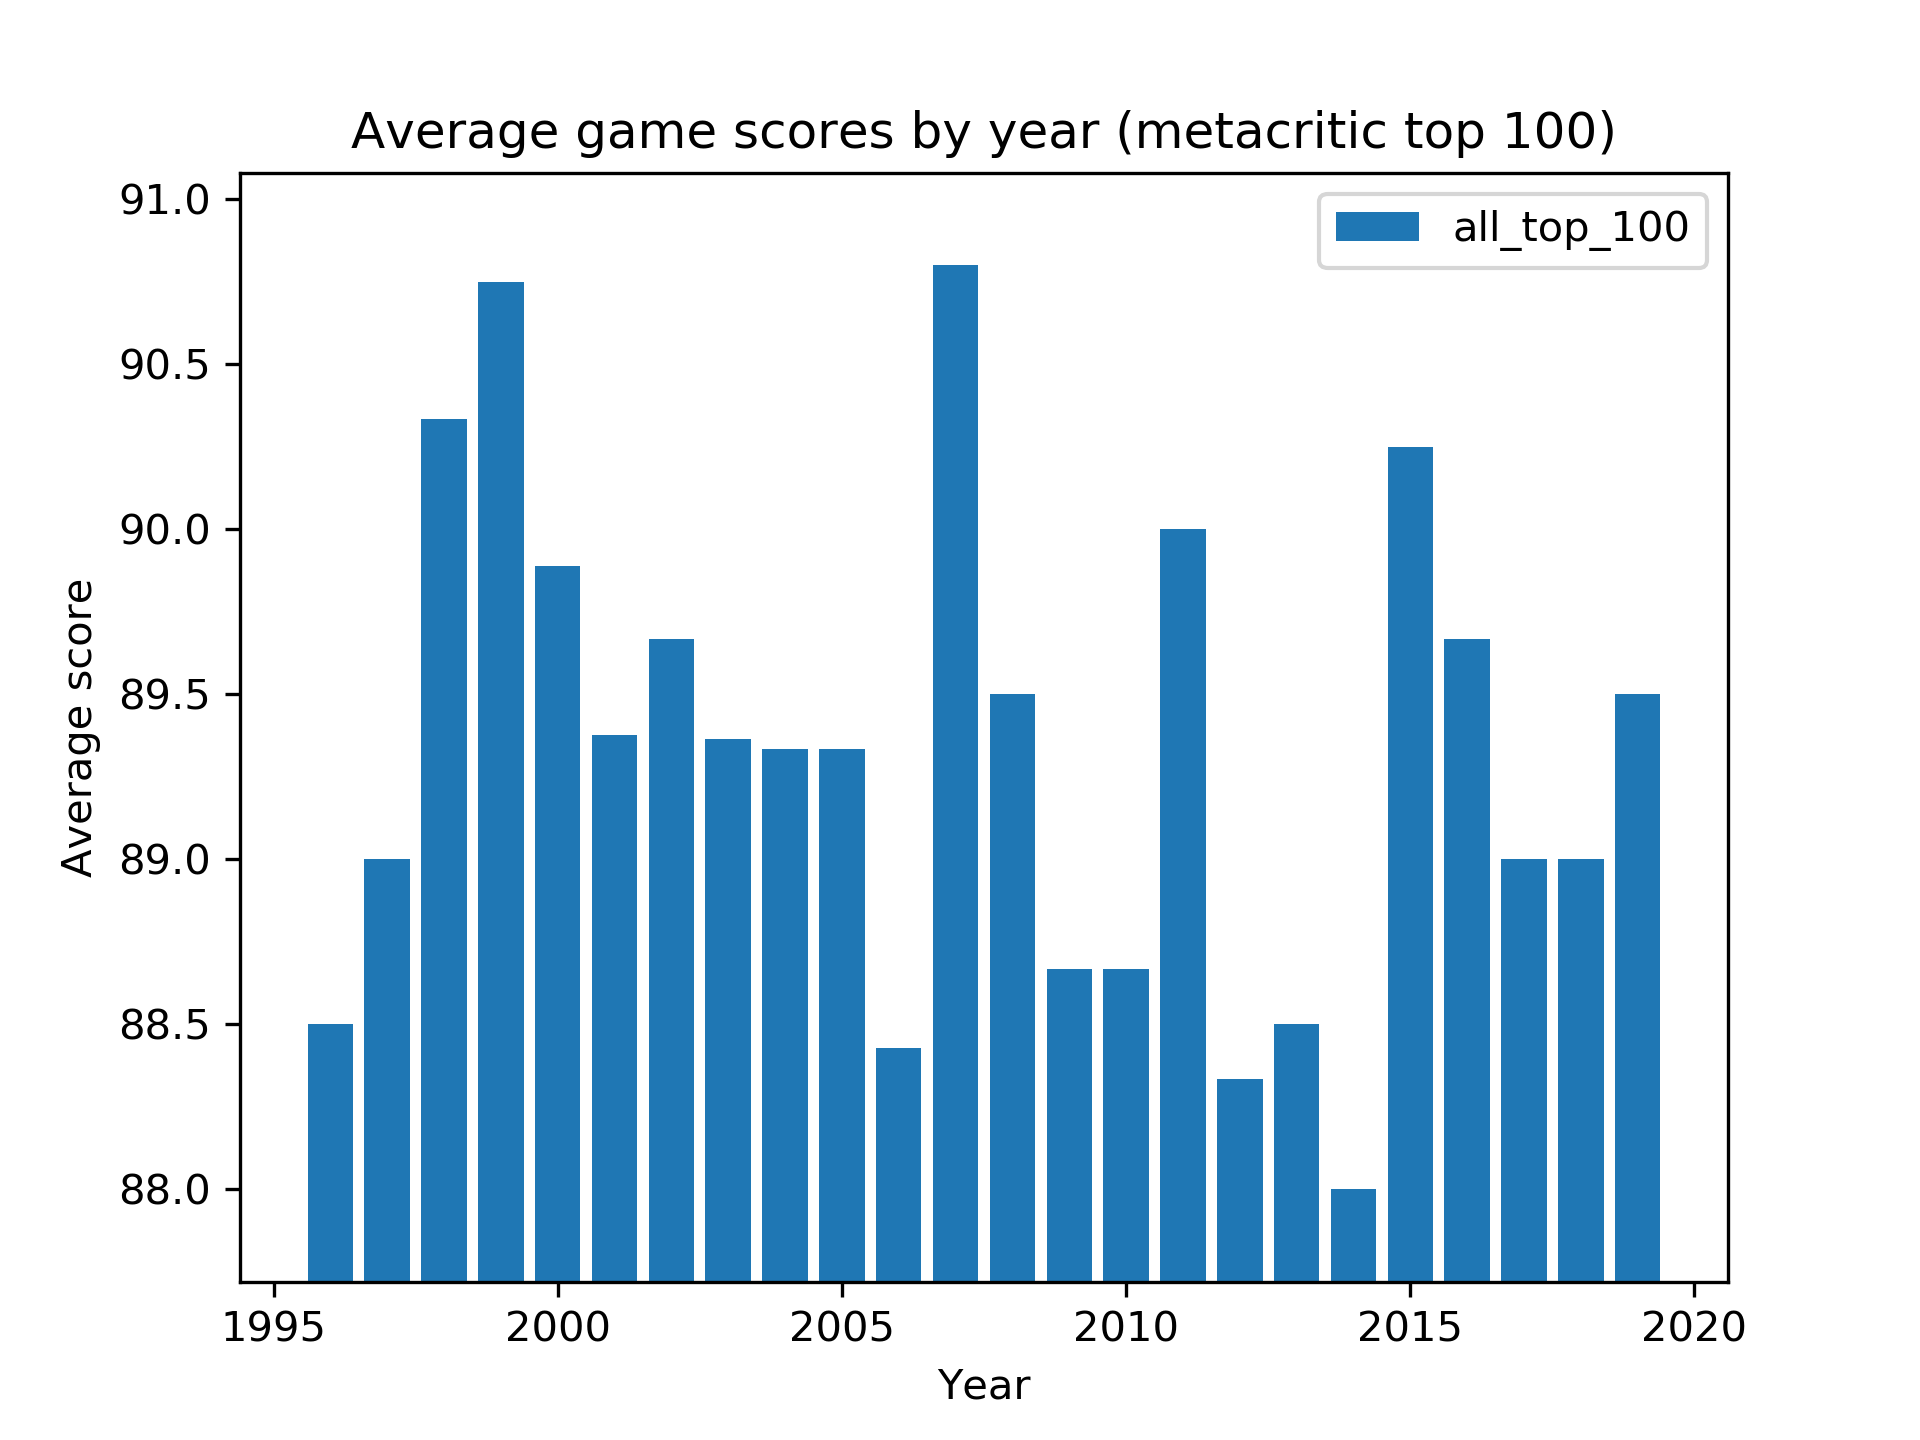 Average game scores by year (metacritic top 100)
all_top_100
91.0
90.5
90.0
89.5
89.0
88.5
88.0
Average score
1995 2000 2005 2010 2015 2020
Year